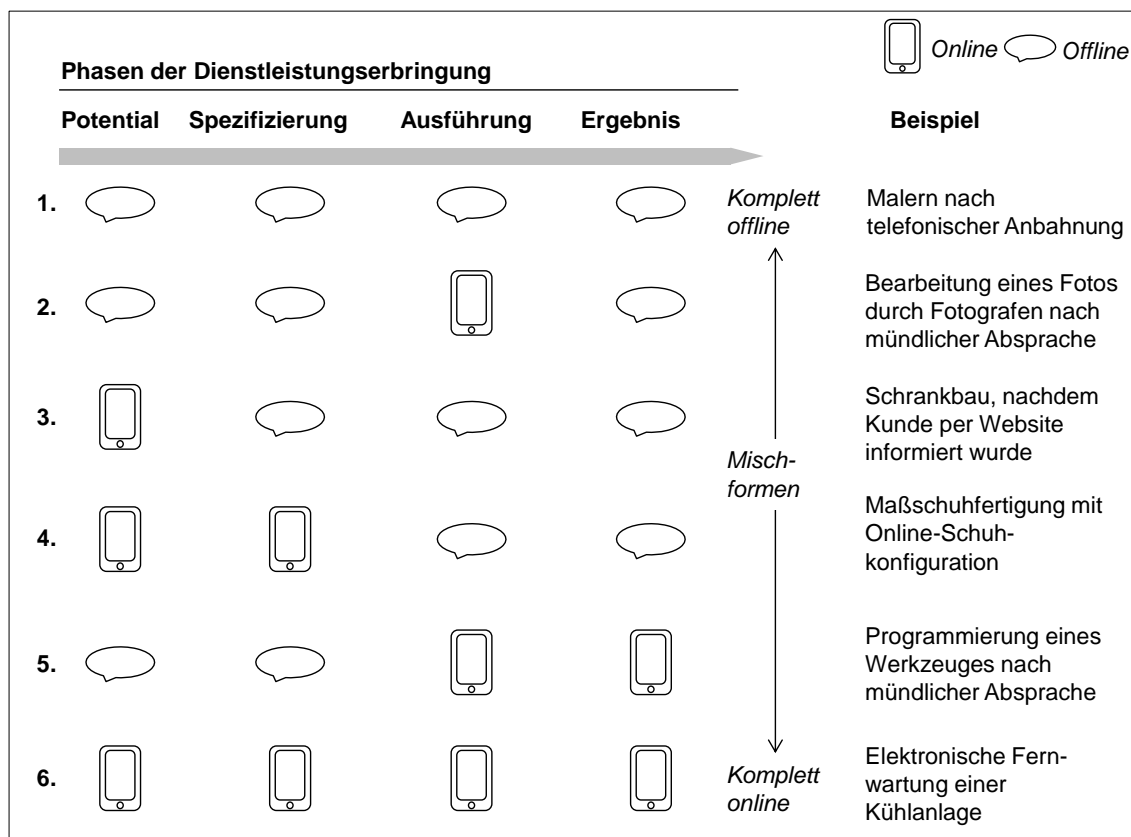 Online Offline
Phasen der Dienstleistungserbringung
Potential Spezifizierung Ausführung Ergebnis Beispiel
1. Komplett
offline
Malern nach
telefonischer Anbahnung
2. Bearbeitung eines Fotos
durch Fotografen nach
mündlicher Absprache
3. Schrankbau, nachdem
Kunde per Website
informiert wurde
Misch-
formen
4. Maßschuhfertigung mit
Online-Schuh-
konfiguration
5. Programmierung eines
Werkzeuges nach
mündlicher Absprache
6. Komplett
online
Elektronische Fern-
wartung einer
Kühlanlage